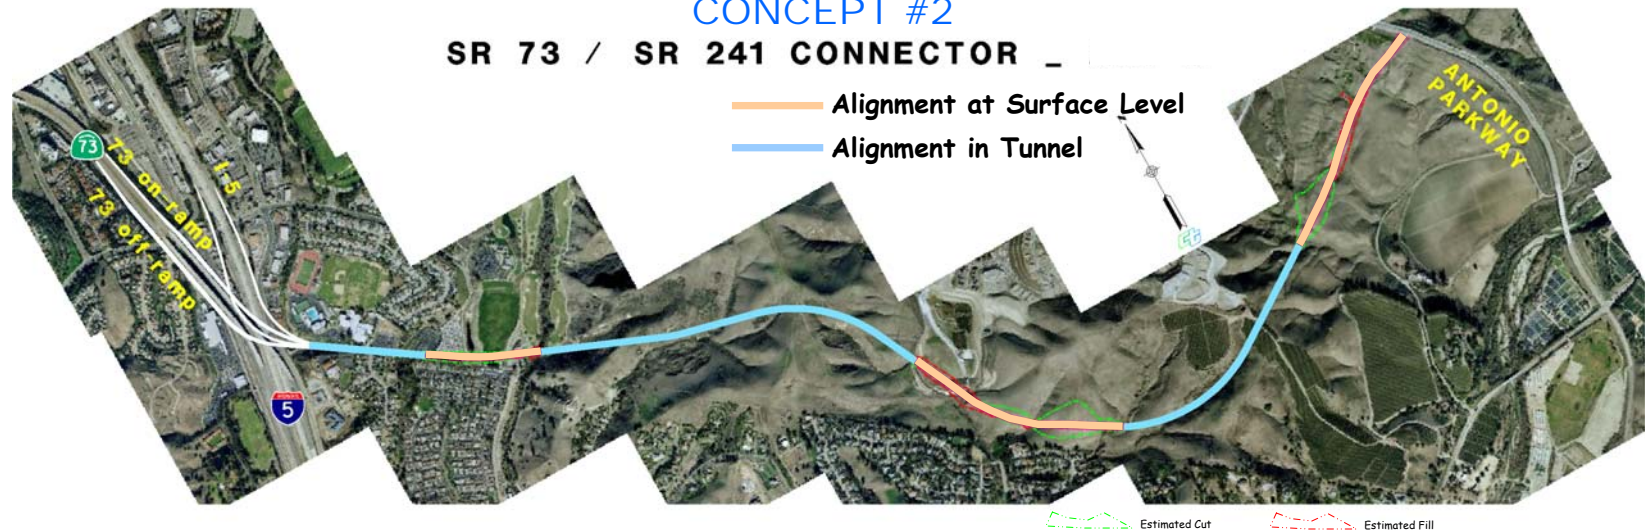 CONCEPT #2
SR 73 / SR 241 CONNECTOR _
Alignment at Surface Level
Alignment in Tunnel
ANTONIO
PARKWAY
73
73 on-ramp
I-5
73 off-ramp
5
ct
Estimated Cut
Estimated Fill